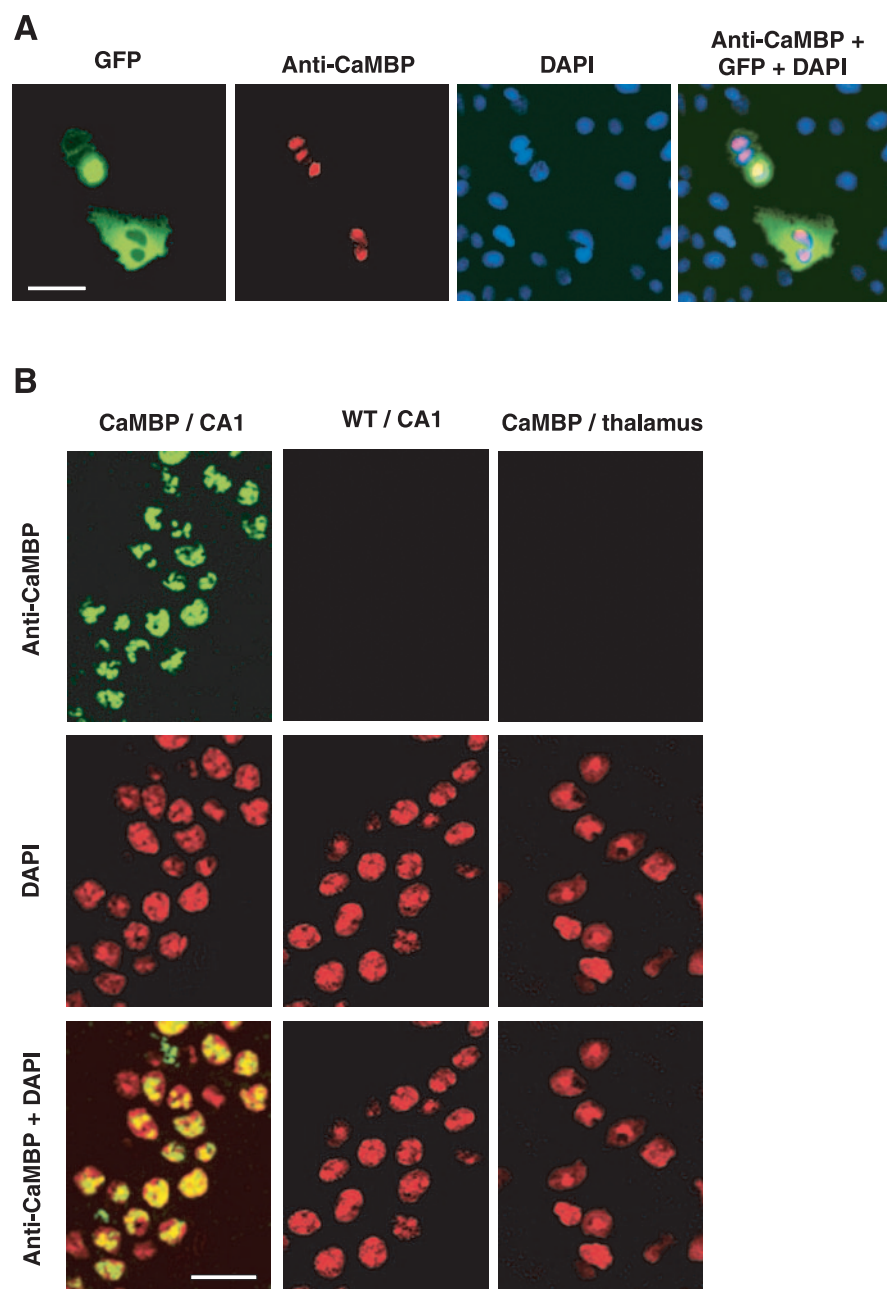 A
GFP
Anti-CaMBP
DAPI
Anti-CaMBP +
GFP + DAPI
B
CaMBP / CA1
WT / CA1
CaMBP / thalamus
Anti-CaMBP
DAPI
Anti-CaMBP + DAPI